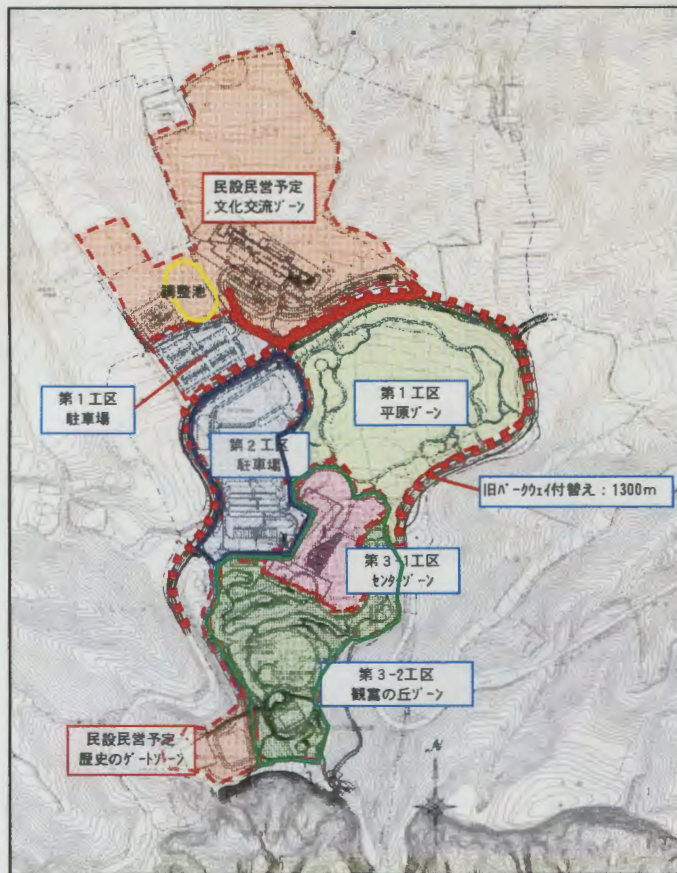 民設民営予定
文化交流ゾーン
調整池
第1工区
駐車場
第1工区
平原ゾーン
第2工区
駐車場
旧パークウェイ付替え：1300m
第3-1工区
センターゾーン
第3-2工区
観富の丘ゾーン
民設民営予定
歴史のゲートゾーン
N